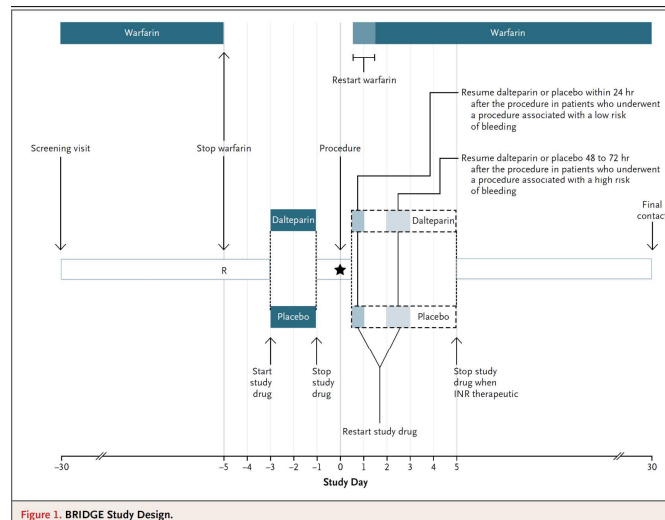 Warfarin
Warfarin
Restart warfarin
Resume dalteparin or placebo within 24 hr
after the procedure in patients who underwent
a procedure associated with a low risk
of bleeding
Screening visit
Stop warfarin
Procedure
Resume dalteparin or placebo 48 to 72 hr
after the procedure in patients who underwent
a procedure associated with a high risk
of bleeding
Final
contact
Dalteparin
Dalteparin
R
★
Placebo
Placebo
Start
study
drug
Stop
study
drug
Stop study
drug when
INR therapeutic
Restart study drug
−30 −5 −4 −3 −2 −1 0 1 2 3 4 5 30
Study Day
Figure 1. BRIDGE Study Design.